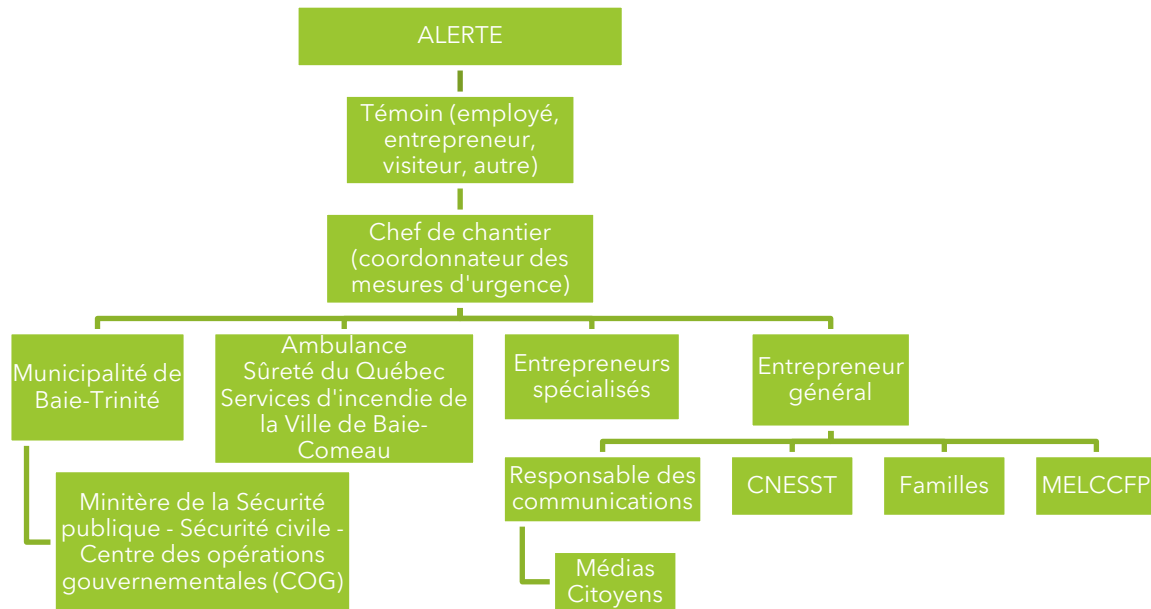 ALERTE
Témoin (employé,
entrepreneur,
visiteur, autre)
Chef de chantier
(coordonnateur des
mesures d'urgence)
Municipalité de
Baie-Trinité
Ambulance
Sûreté du Québec
Services d'incendie de
la Ville de Baie-
Comeau
Entrepreneurs
spécialisés
Entrepreneur
général
Minitère de la Sécurité
publique - Sécurité civile -
Centre des opérations
gouvernementales (COG)
Responsable des
communications
CNESST
Familles
MELCCFP
Médias
Citoyens